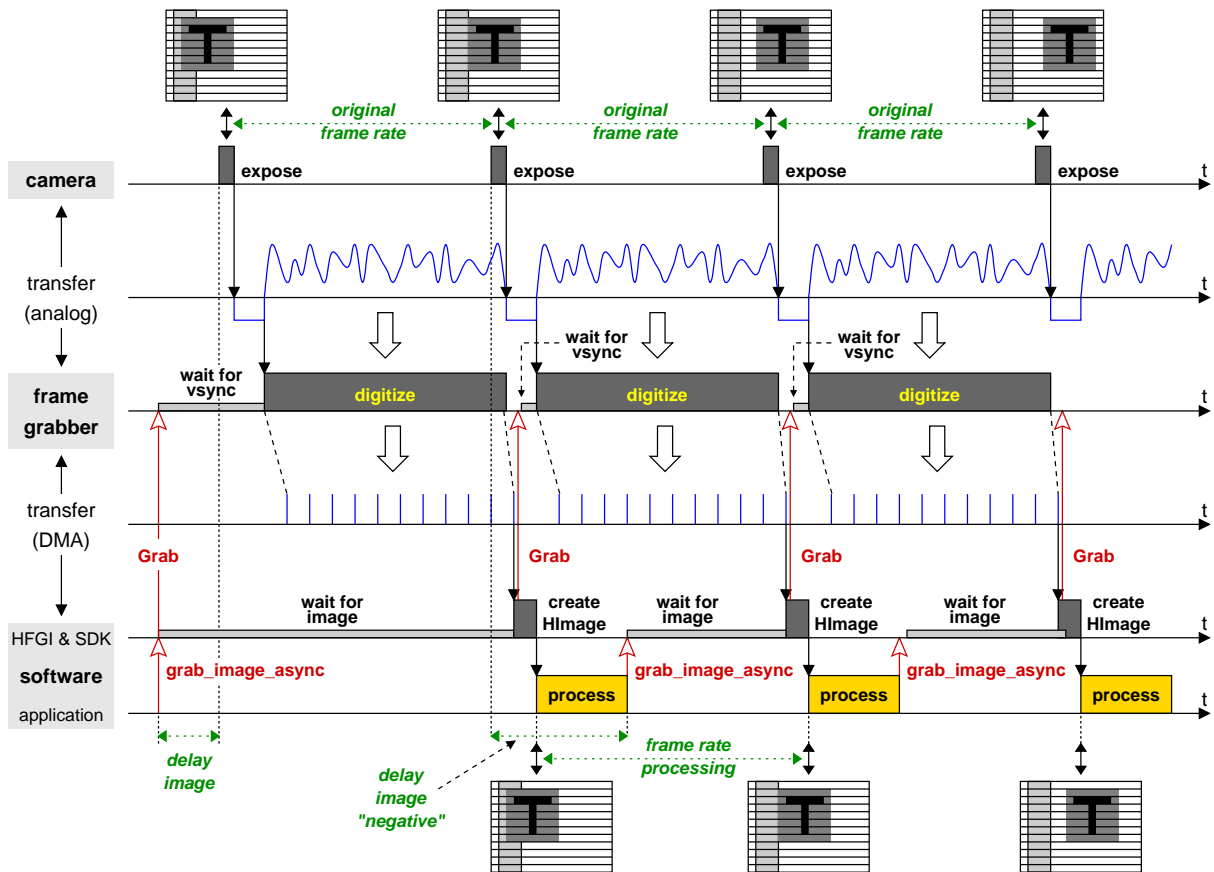 T
T
T
T
original
frame rate
original
frame rate
original
frame rate
camera
expose
expose
expose
expose
t
transfer
(analog)
t
wait for
vsync
wait for
vsync
wait for
vsync
frame
grabber
digitize
digitize
digitize
t
transfer
(DMA)
t
Grab
Grab
Grab
Grab
wait for
image
create
HImage
wait for
image
create
HImage
wait for
image
create
HImage
HFGI & SDK
t
software
grab_image_async
grab_image_async
grab_image_async
application
process
process
process
t
delay
image
delay
image
"negative"
frame rate
processing
T
T
T